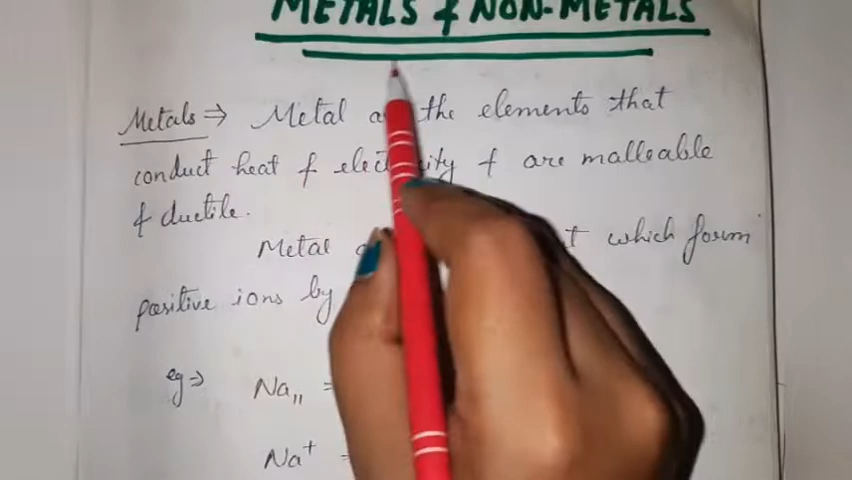 METALS & NON-METALS
Metals ⇒ Metal the elements that
conduct heat & & are malleable
& ductile.
Metal which form
positive ions by
eg ⇒ Na11 =
Na+ =